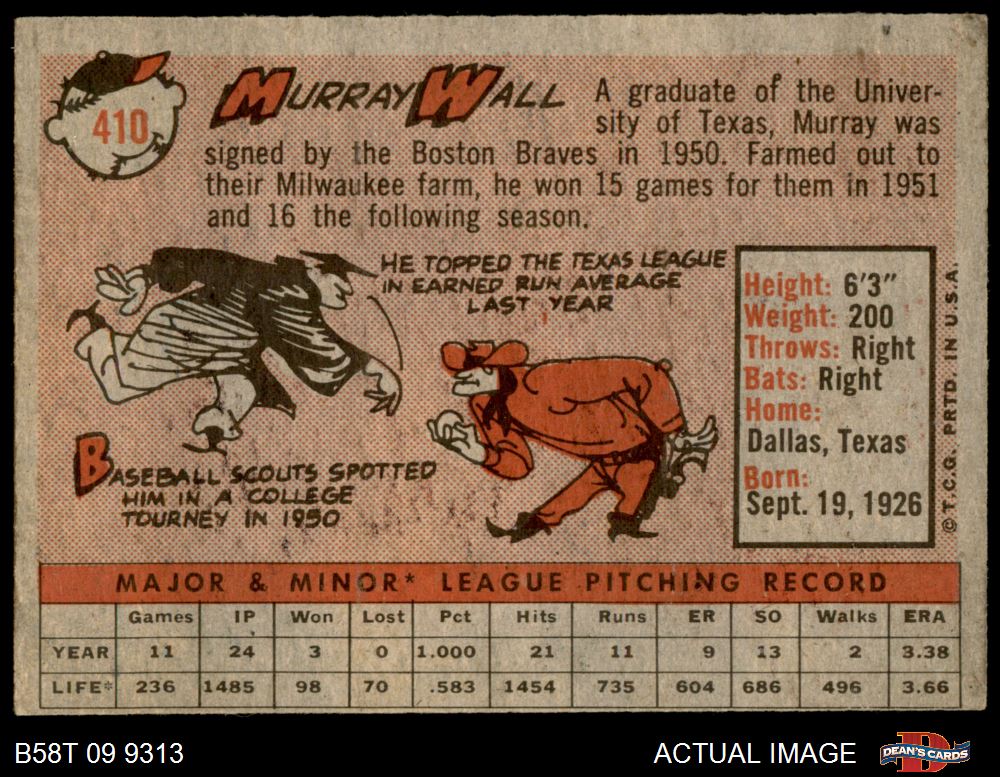 410
MURRAY WALL
A graduate of the Univer-
sity of Texas, Murray was
signed by the Boston Braves in 1950. Farmed out to
their Milwaukee farm, he won 15 games for them in 1951
and 16 the following season.
HE TOPPED THE TEXAS LEAGUE
IN EARNED RUN AVERAGE
LAST YEAR
BASEBALL SCOUTS SPOTTED
HIM IN A COLLEGE
TOURNEY IN 1950
Height: 6'3"
Weight: 200
Throws: Right
Bats: Right
Home:
Dallas, Texas
Born:
Sept. 19, 1926
© T.C.G. PRTD. IN U.S.A.
MAJOR & MINOR* LEAGUE PITCHING RECORD
Games IP Won Lost Pct Hits Runs ER SO Walks ERA
YEAR 11 24 3 0 1.000 21 11 9 13 2 3.38
LIFE* 236 1485 98 70 .583 1454 735 604 686 496 3.66
B58T 09 9313
ACTUAL IMAGE
DEAN'S CARDS